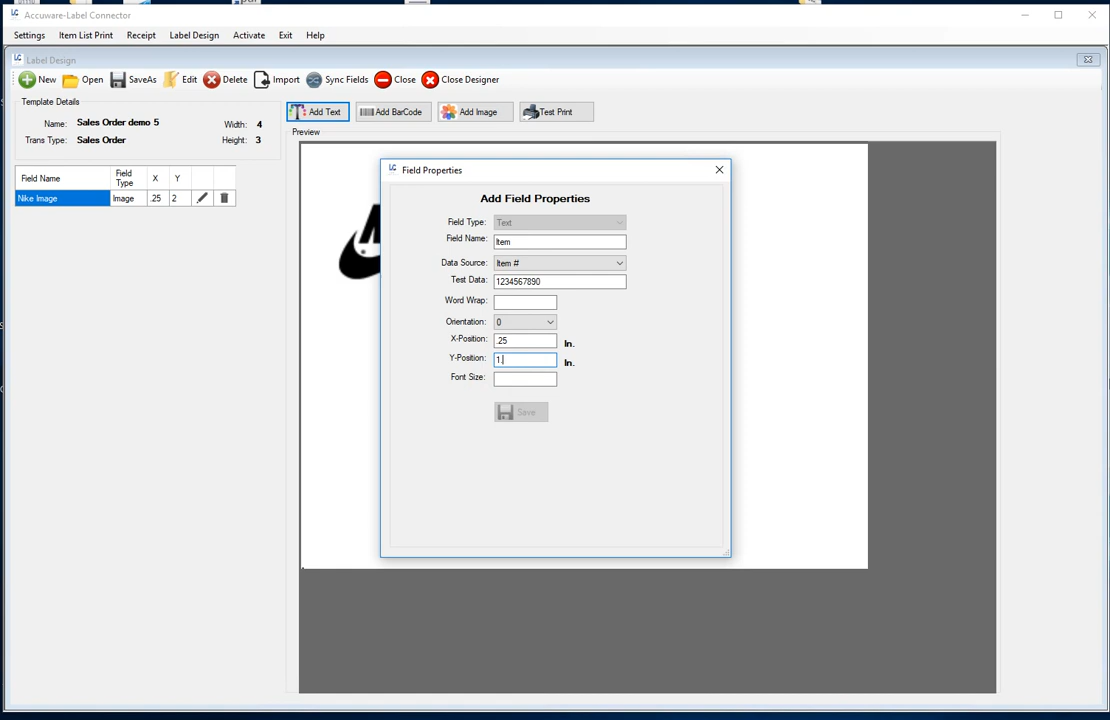 Accuware-Label Connector
Settings Item List Print Receipt Label Design Activate Exit Help
Label Design
New Open SaveAs Edit Delete Import Sync Fields Close Close Designer
Template Details
Name: Sales Order demo 5 Width: 4
Trans Type: Sales Order Height: 3
Add Text Add BarCode Add Image Test Print
Preview
Field Name Field Type X Y
Nike Image Image .25 2
Field Properties
Add Field Properties
Field Type: Text
Field Name: Item
Data Source: Item #
Test Data: 1234567890
Word Wrap:
Orientation: 0
X-Position: .25 In.
Y-Position: 1. In.
Font Size:
Save